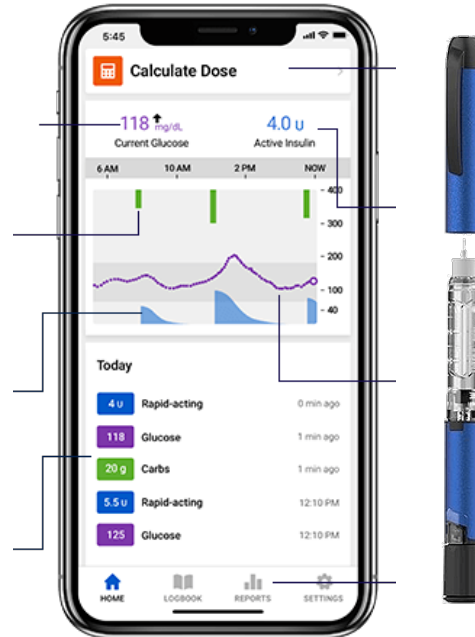 5:45
Calculate Dose
118 mg/dL 4.0 u
Current Glucose Active Insulin
6 AM 10 AM 2 PM NOW
400
300
200
100
40
Today
4 U Rapid-acting 0 min ago
118 Glucose 1 min ago
20 g Carbs 1 min ago
5.5 U Rapid-acting 12:10 PM
125 Glucose 12:10 PM
HOME LOGBOOK REPORTS SETTINGS